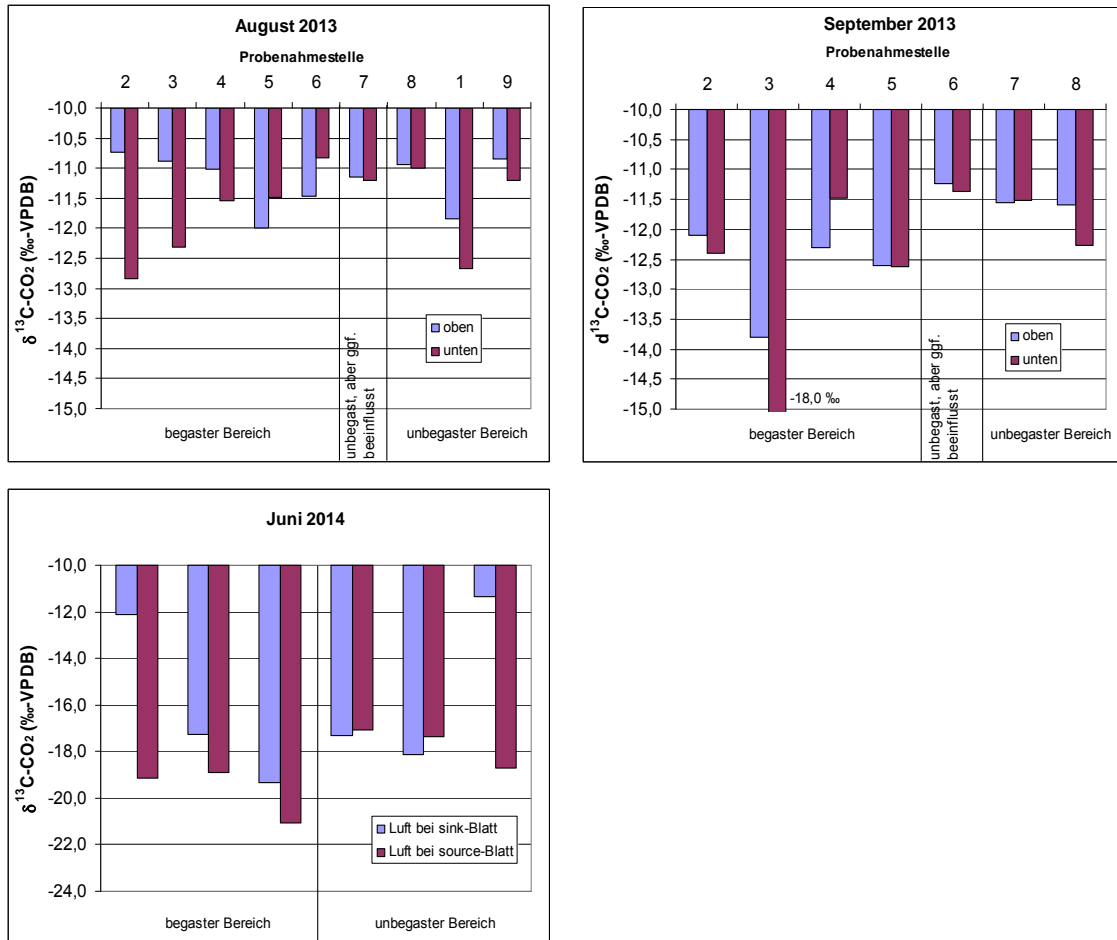 August 2013
Probenahmestelle
2 3 4 5 6 7 8 1 9
-10,0
-10,5
-11,0
-11,5
-12,0
-12,5
-13,0
-13,5
-14,0
-14,5
-15,0
δ13C-CO2 (‰-VPDB)
oben
unten
begaster Bereich
unbegast, aber ggf.
beeinflusst
unbegaster Bereich
September 2013
Probenahmestelle
2 3 4 5 6 7 8
-10,0
-10,5
-11,0
-11,5
-12,0
-12,5
-13,0
-13,5
-14,0
-14,5
-15,0
d13C-CO2 (‰-VPDB)
oben
unten
-18,0 ‰
begaster Bereich
unbegast, aber ggf.
beeinflusst
unbegaster Bereich
Juni 2014
-10,0
-12,0
-14,0
-16,0
-18,0
-20,0
-22,0
-24,0
δ13C-CO2 (‰-VPDB)
Luft bei sink-Blatt
Luft bei source-Blatt
begaster Bereich
unbegaster Bereich